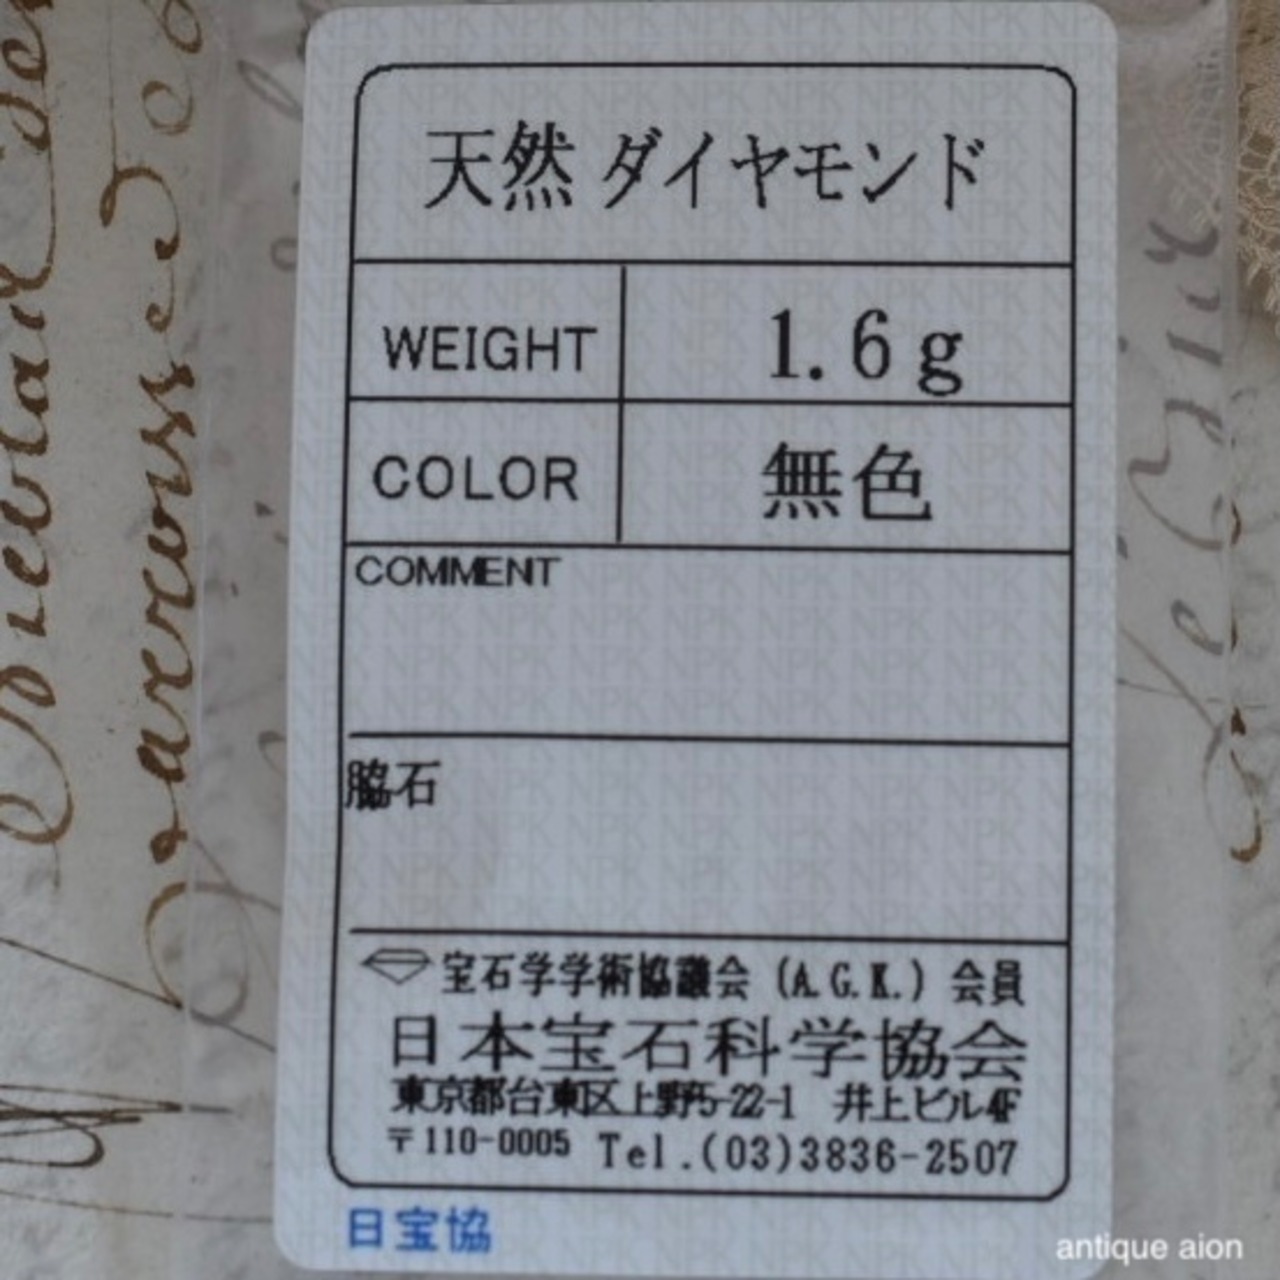 天然 ダイヤモンド
WEIGHT 1.6 g
COLOR 無色
COMMENT
脇石
宝石学学術協議会 (A.G.K.) 会員
日本宝石科学協会
東京都台東区上野5-22-1 井上ビル4F
〒110-0005 Tel.(03)3836-2507
日宝協
antique aion